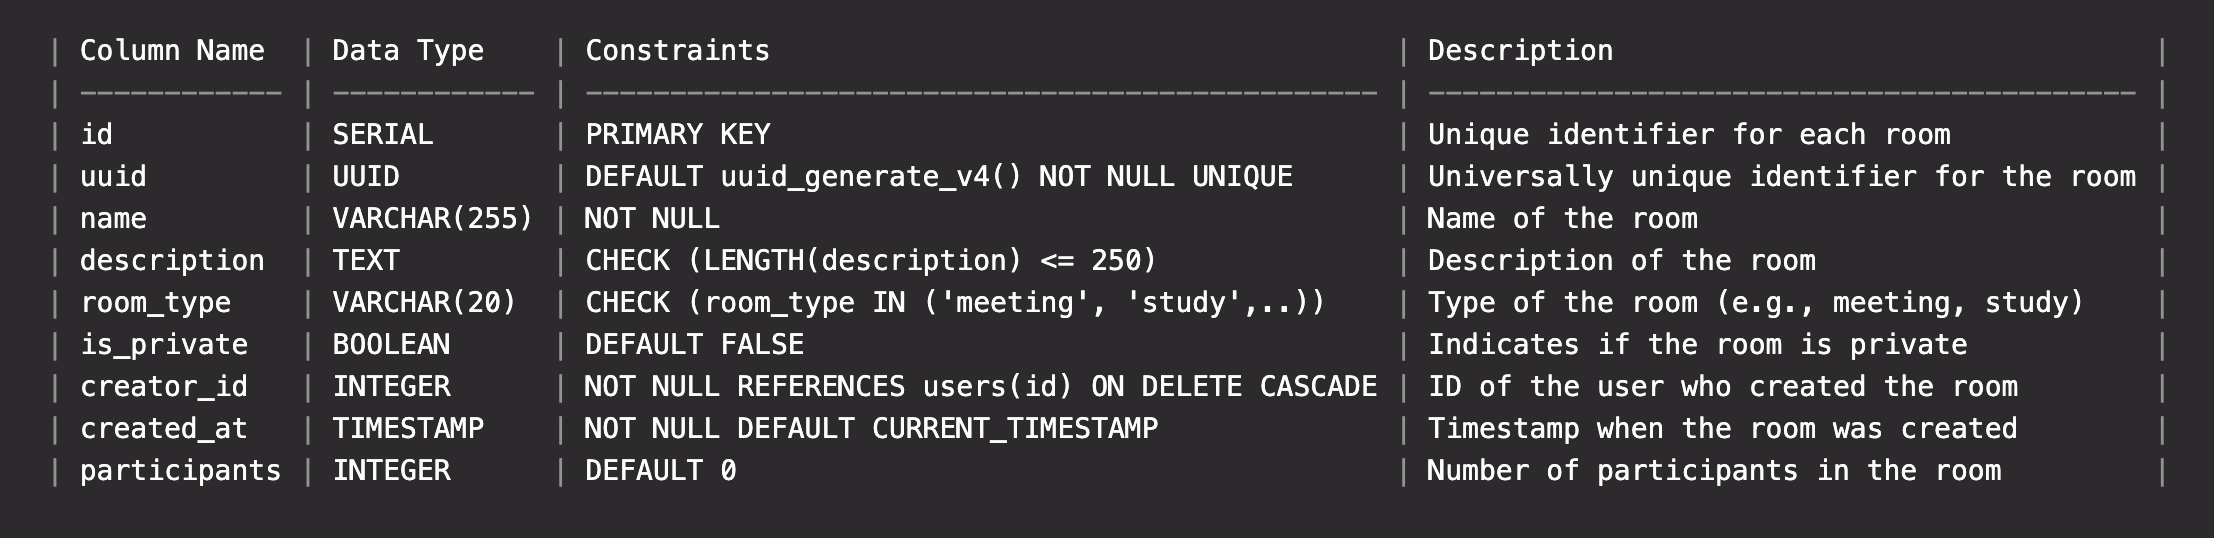 | Column Name  | Data Type    | Constraints                                     | Description                                |
| ------------ | ------------ | ----------------------------------------------- | ------------------------------------------ |
| id           | SERIAL       | PRIMARY KEY                                     | Unique identifier for each room            |
| uuid         | UUID         | DEFAULT uuid_generate_v4() NOT NULL UNIQUE      | Universally unique identifier for the room |
| name         | VARCHAR(255) | NOT NULL                                        | Name of the room                           |
| description  | TEXT         | CHECK (LENGTH(description) <= 250)              | Description of the room                    |
| room_type    | VARCHAR(20)  | CHECK (room_type IN ('meeting', 'study',..))    | Type of the room (e.g., meeting, study)    |
| is_private   | BOOLEAN      | DEFAULT FALSE                                   | Indicates if the room is private           |
| creator_id   | INTEGER      | NOT NULL REFERENCES users(id) ON DELETE CASCADE | ID of the user who created the room        |
| created_at   | TIMESTAMP    | NOT NULL DEFAULT CURRENT_TIMESTAMP              | Timestamp when the room was created        |
| participants | INTEGER      | DEFAULT 0                                       | Number of participants in the room         |